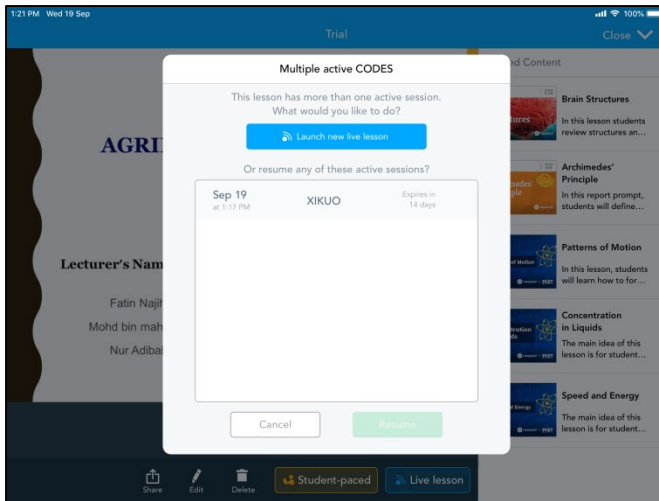 1:21 PM Wed 19 Sep
100%
Trial
Close
Multiple active CODES
This lesson has more than one active session.
What would you like to do?
Launch new live lesson
Or resume any of these active sessions?
Sep 19
at 1:17 PM
XIKUO
Expires in
14 days
Cancel
Resume
AGRI
Lecturer's Nam
Fatin Najih
Mohd bin mah
Nur Adibal
Share
Edit
Delete
Student-paced
Live lesson
ed Content
Brain Structures
In this lesson students
review structures an...
Archimedes'
Principle
In this report prompt,
students will define...
Patterns of Motion
In this lesson, students
will learn how to for...
Concentration
in Liquids
The main idea of this
lesson is for student...
Speed and Energy
The main idea of this
lesson is for student...